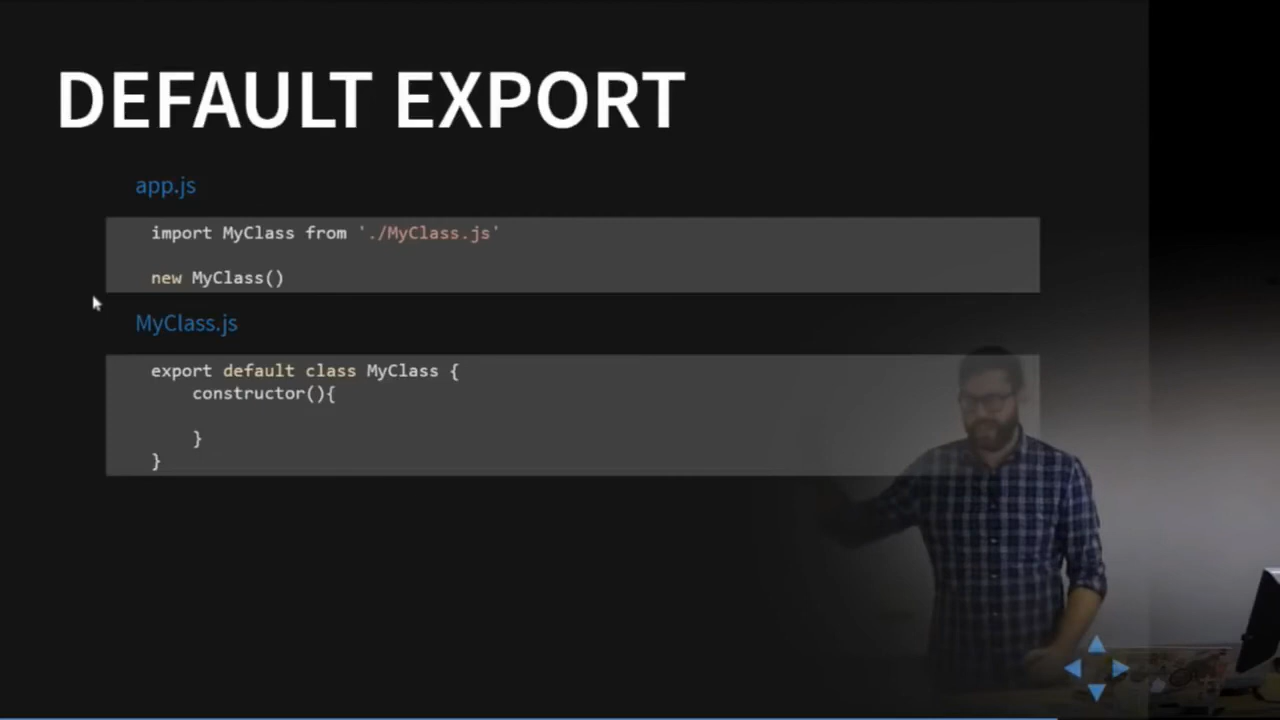 DEFAULT EXPORT
app.js
import MyClass from './MyClass.js'
new MyClass()
MyClass.js
export default class MyClass {
constructor(){
}
}